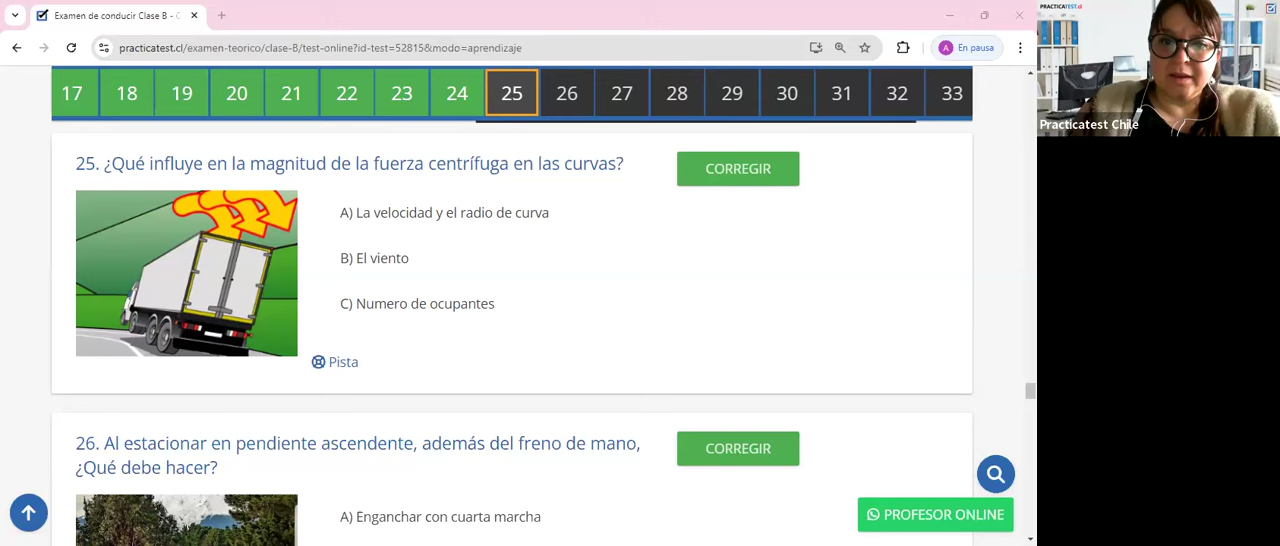 Examen de conducir Clase B - C
practicatest.cl/examen-teorico/clase-B/test-online?id-test=52815&modo=aprendizaje
A En pausa
17 18 19 20 21 22 23 24 25 26 27 28 29 30 31 32 33
25. ¿Qué influye en la magnitud de la fuerza centrífuga en las curvas?
CORREGIR
A) La velocidad y el radio de curva
B) El viento
C) Numero de ocupantes
Pista
26. Al estacionar en pendiente ascendente, además del freno de mano,
¿Qué debe hacer?
CORREGIR
A) Enganchar con cuarta marcha
PROFESOR ONLINE
PRACTICATEST.CL
Practicatest Chile